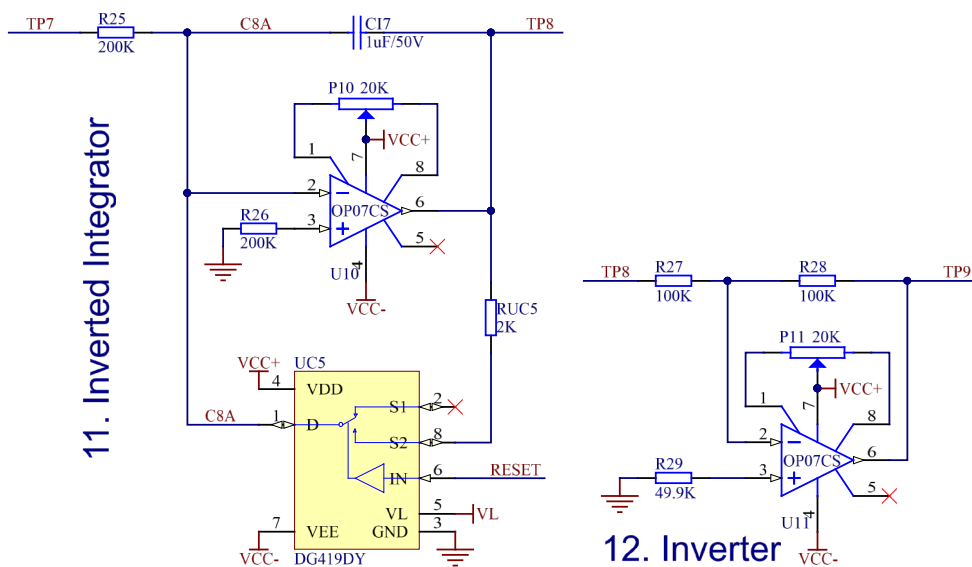 R25
TP7
200K
C8A
CI7
1uF/50V
TP8
P10 20K
VCC+
1
7
8
2
OP07CS
6
3
5
R26
200K
U10
4
VCC-
RUC5
2K
11. Inverted Integrator
UC5
VCC+
4
VDD
S1
2
C8A
1
D
S2
8
IN
6
RESET
VL
5
VL
7
VEE
GND
3
VCC-
DG419DY
TP8
R27
100K
R28
100K
TP9
P11 20K
VCC+
1
7
8
2
OP07CS
6
3
5
R29
49.9K
U11
4
VCC-
12. Inverter